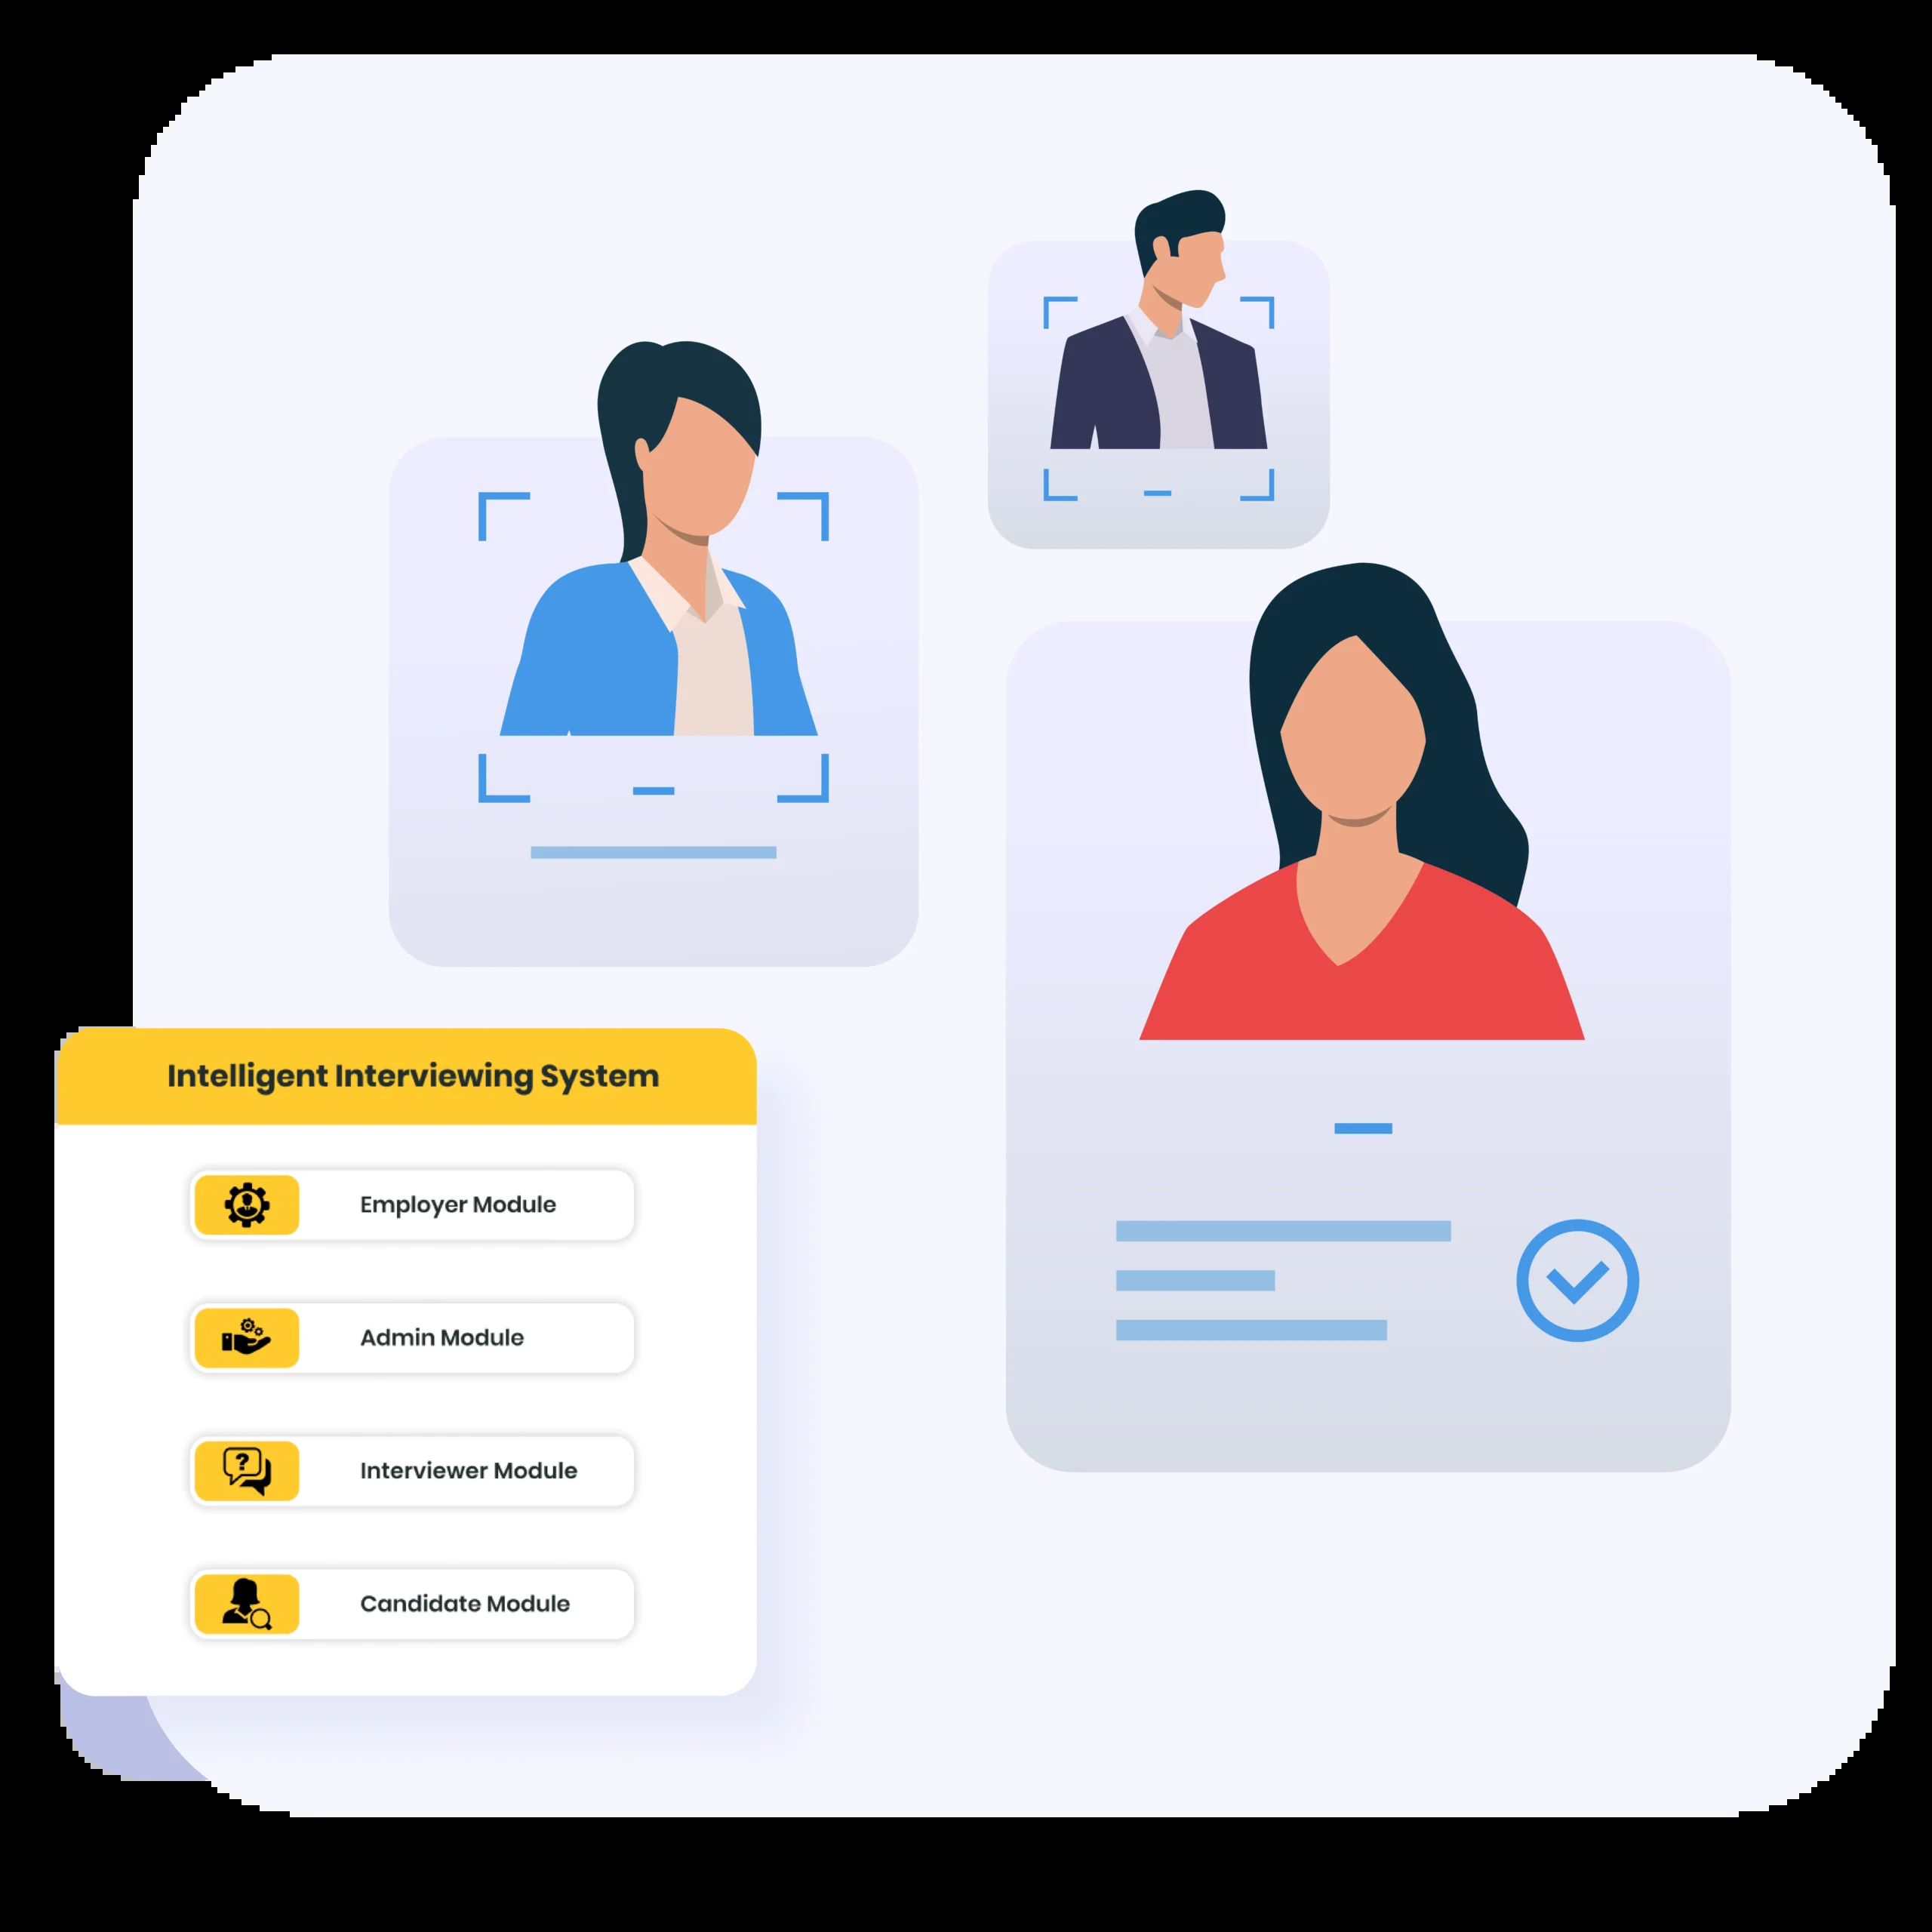 Intelligent Interviewing System
Employer Module
Admin Module
Interviewer Module
Candidate Module